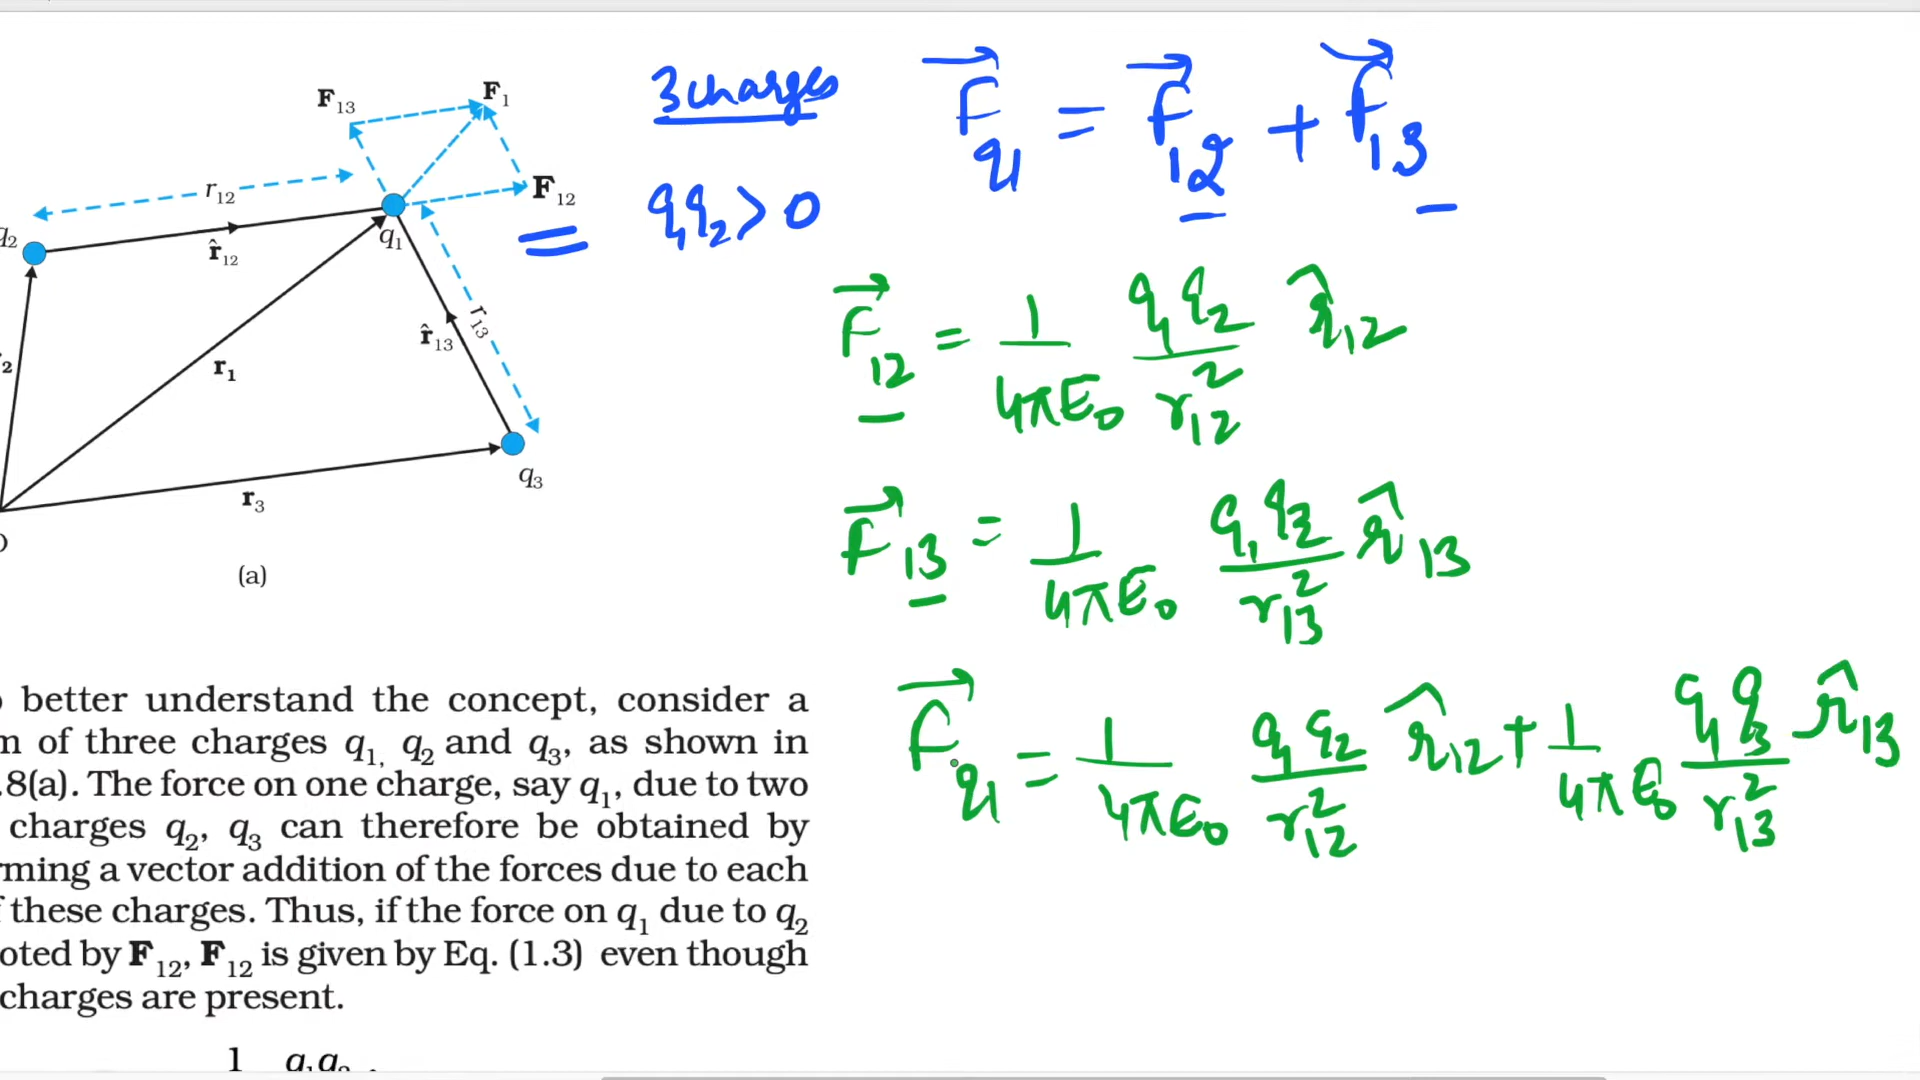 F₁₃
F₁
r₁₂
F₁₂
q₂
r̂₁₂
q₁
r₁₃
r̂₁₃
r₁
₂
r₃
q₃
(a)
3 charges
q₁q₂ > 0
F⃗q1 = F⃗₁₂ + F⃗₁₃
F⃗₁₂ = 1/4πε₀ q₁q₂/r₁₂² r̂₁₂
F⃗₁₃ = 1/4πε₀ q₁q₃/r₁₃² r̂₁₃
F⃗q1 = 1/4πε₀ q₁q₂/r₁₂² r̂₁₂ + 1/4πε₀ q₁q₃/r₁₃² r̂₁₃
better understand the concept, consider a
m of three charges q₁, q₂ and q₃, as shown in
.8(a). The force on one charge, say q₁, due to two
charges q₂, q₃ can therefore be obtained by
rming a vector addition of the forces due to each
these charges. Thus, if the force on q₁ due to q₂
oted by F₁₂, F₁₂ is given by Eq. (1.3) even though
charges are present.
1 q₁q₂